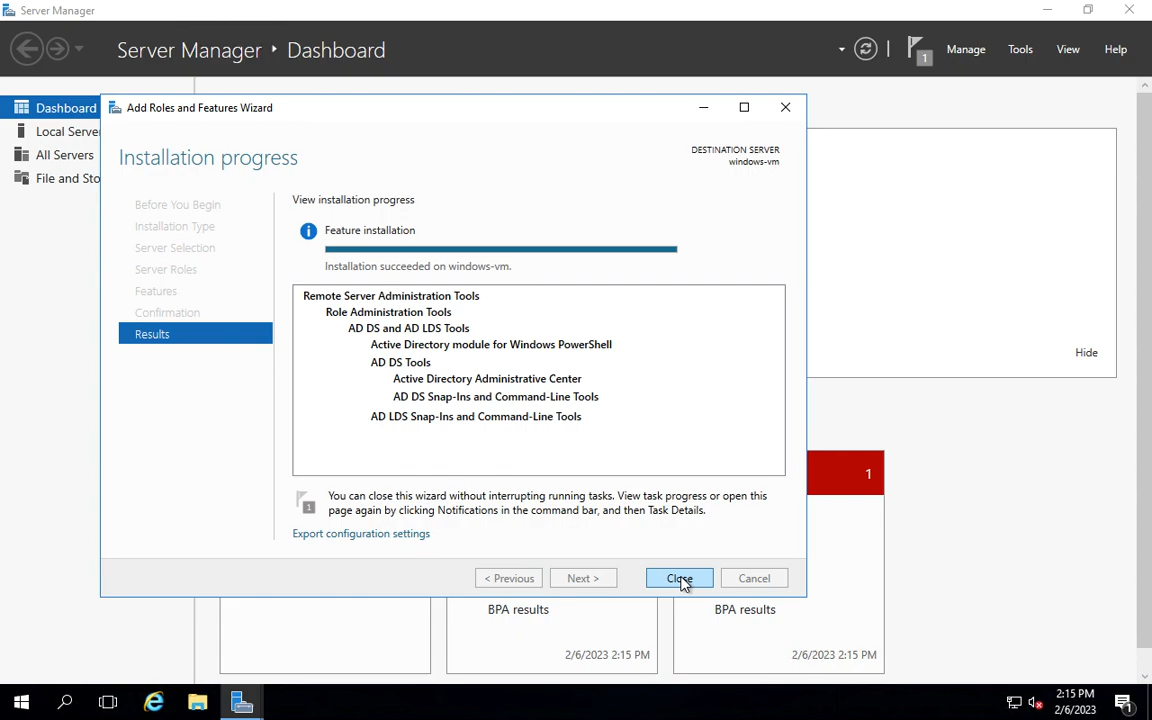 Server Manager
Server Manager • Dashboard
1
Manage
Tools
View
Help
Dashboard
Local Serve
All Servers
File and Sto
Add Roles and Features Wizard
Installation progress
DESTINATION SERVER
windows-vm
Before You Begin
Installation Type
Server Selection
Server Roles
Features
Confirmation
Results
View installation progress
Feature installation
Installation succeeded on windows-vm.
Remote Server Administration Tools
Role Administration Tools
AD DS and AD LDS Tools
Active Directory module for Windows PowerShell
AD DS Tools
Active Directory Administrative Center
AD DS Snap-Ins and Command-Line Tools
AD LDS Snap-Ins and Command-Line Tools
1
You can close this wizard without interrupting running tasks. View task progress or open this
page again by clicking Notifications in the command bar, and then Task Details.
Export configuration settings
< Previous
Next >
Close
Cancel
Hide
1
BPA results
2/6/2023 2:15 PM
BPA results
2/6/2023 2:15 PM
2:15 PM
2/6/2023
1